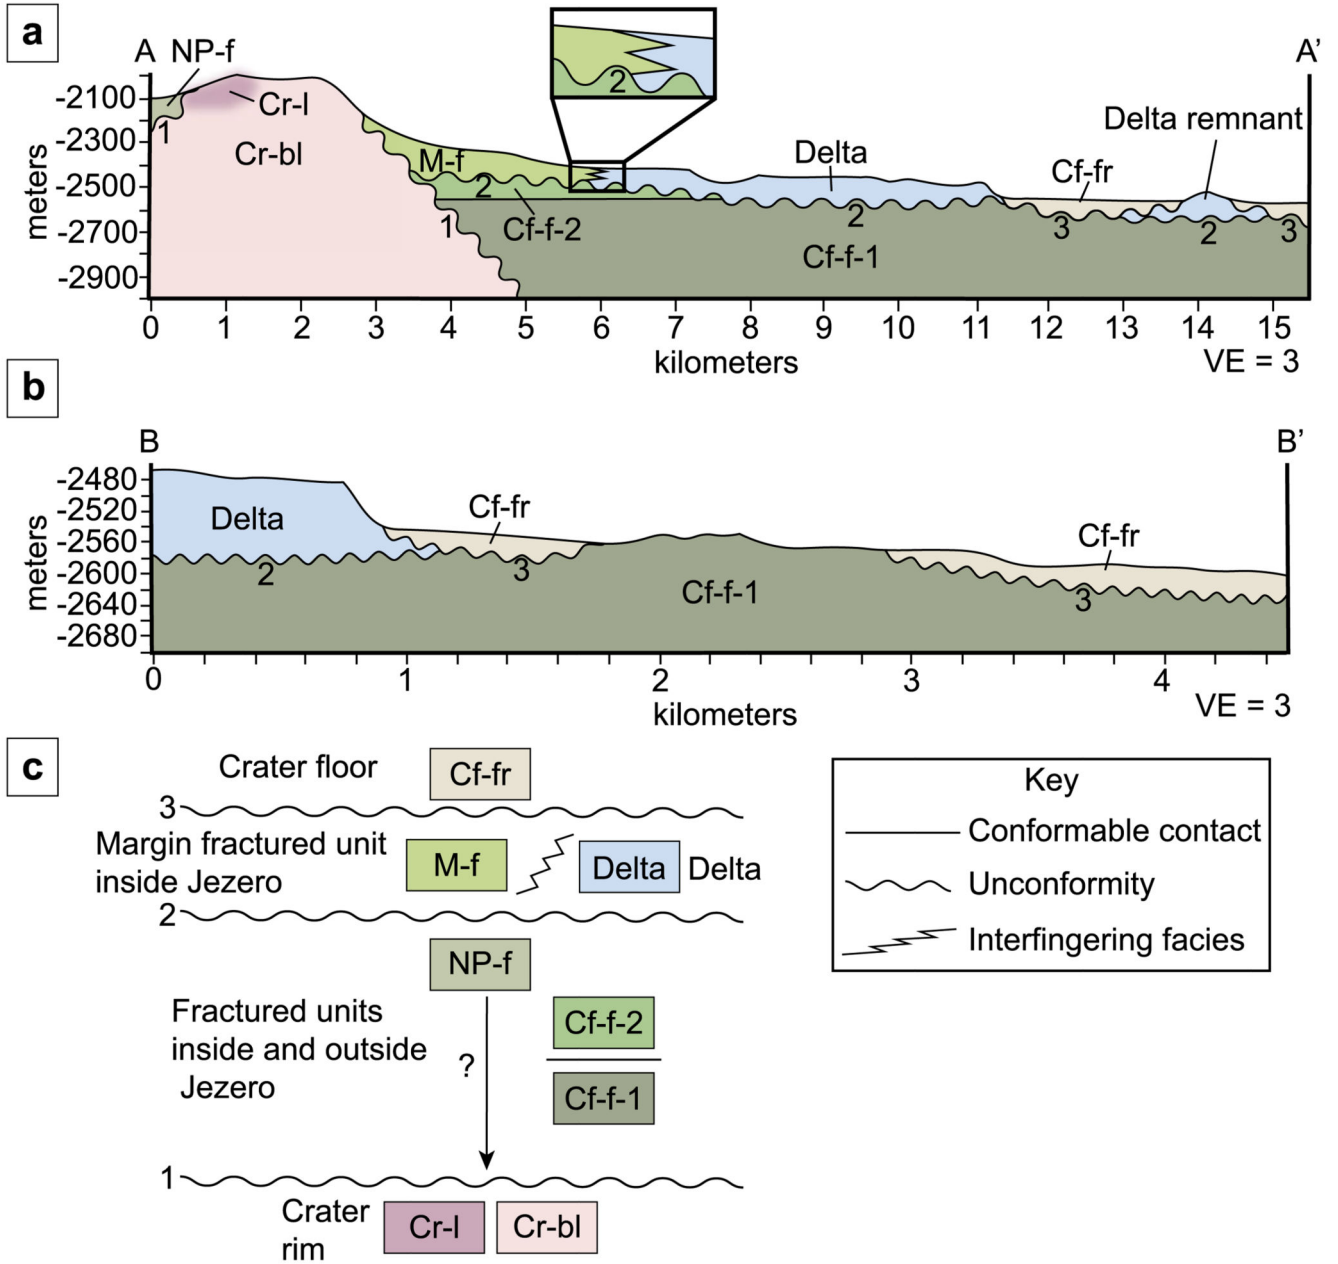 a
A NP-f
A'
2
-2100
Cr-l
1
Delta remnant
-2300
Cr-bl
Delta
Cf-fr
M-f
-2500
2
meters
1
Cf-f-2
2
3
2
3
-2700
Cf-f-1
-2900
0 1 2 3 4 5 6 7 8 9 10 11 12 13 14 15
kilometers
VE = 3
b
B
B'
-2480
-2520
Delta
Cf-fr
-2560
Cf-fr
meters
-2600
2
3
Cf-f-1
3
-2640
-2680
0 1 2 3 4
kilometers
VE = 3
c
Crater floor
Cf-fr
3
Margin fractured unit
inside Jezero
M-f
Delta
Delta
2
NP-f
Fractured units
inside and outside
Jezero
?
Cf-f-2
Cf-f-1
1
Crater
rim
Cr-l
Cr-bl
Key
Conformable contact
Unconformity
Interfingering facies